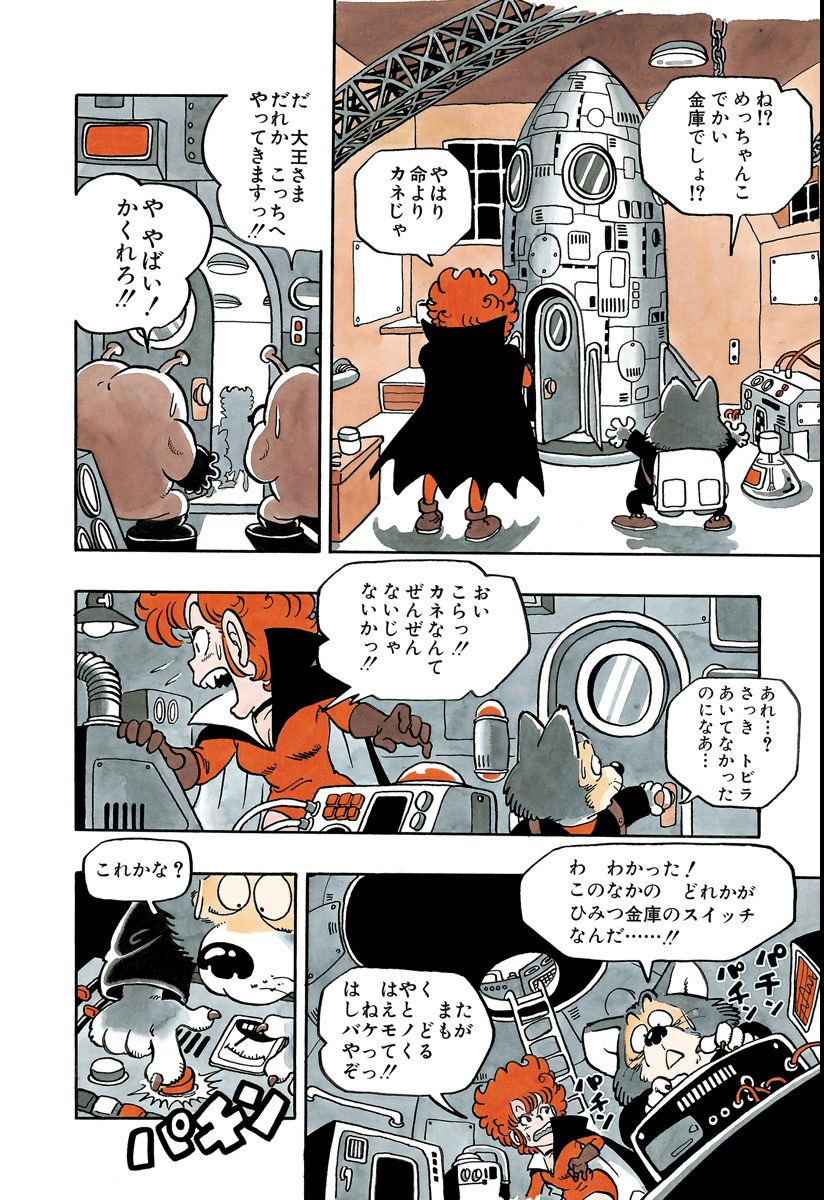 ね!?
めっちゃんこ
でかい
金庫でしょ!?
やはり
命より
カネじゃ
だ 大王さま
だれか こっちへ
やってきますっ!!
や やばい！
かくれろ!!
あれ…？
さっき トビラ
あいてなかった
のになあ…
おい
こらっ!!
カネなんて
ぜんぜん
ないじゃ
ないかっ!!
わ わかった！
このなかの どれかが
ひみつ金庫のスイッチ
なんだ……!!
パチン
パチン
パチン
は はやく
しねえと また
バケモノどもが
やってくる
ぞっ!!
これかな？
パチン